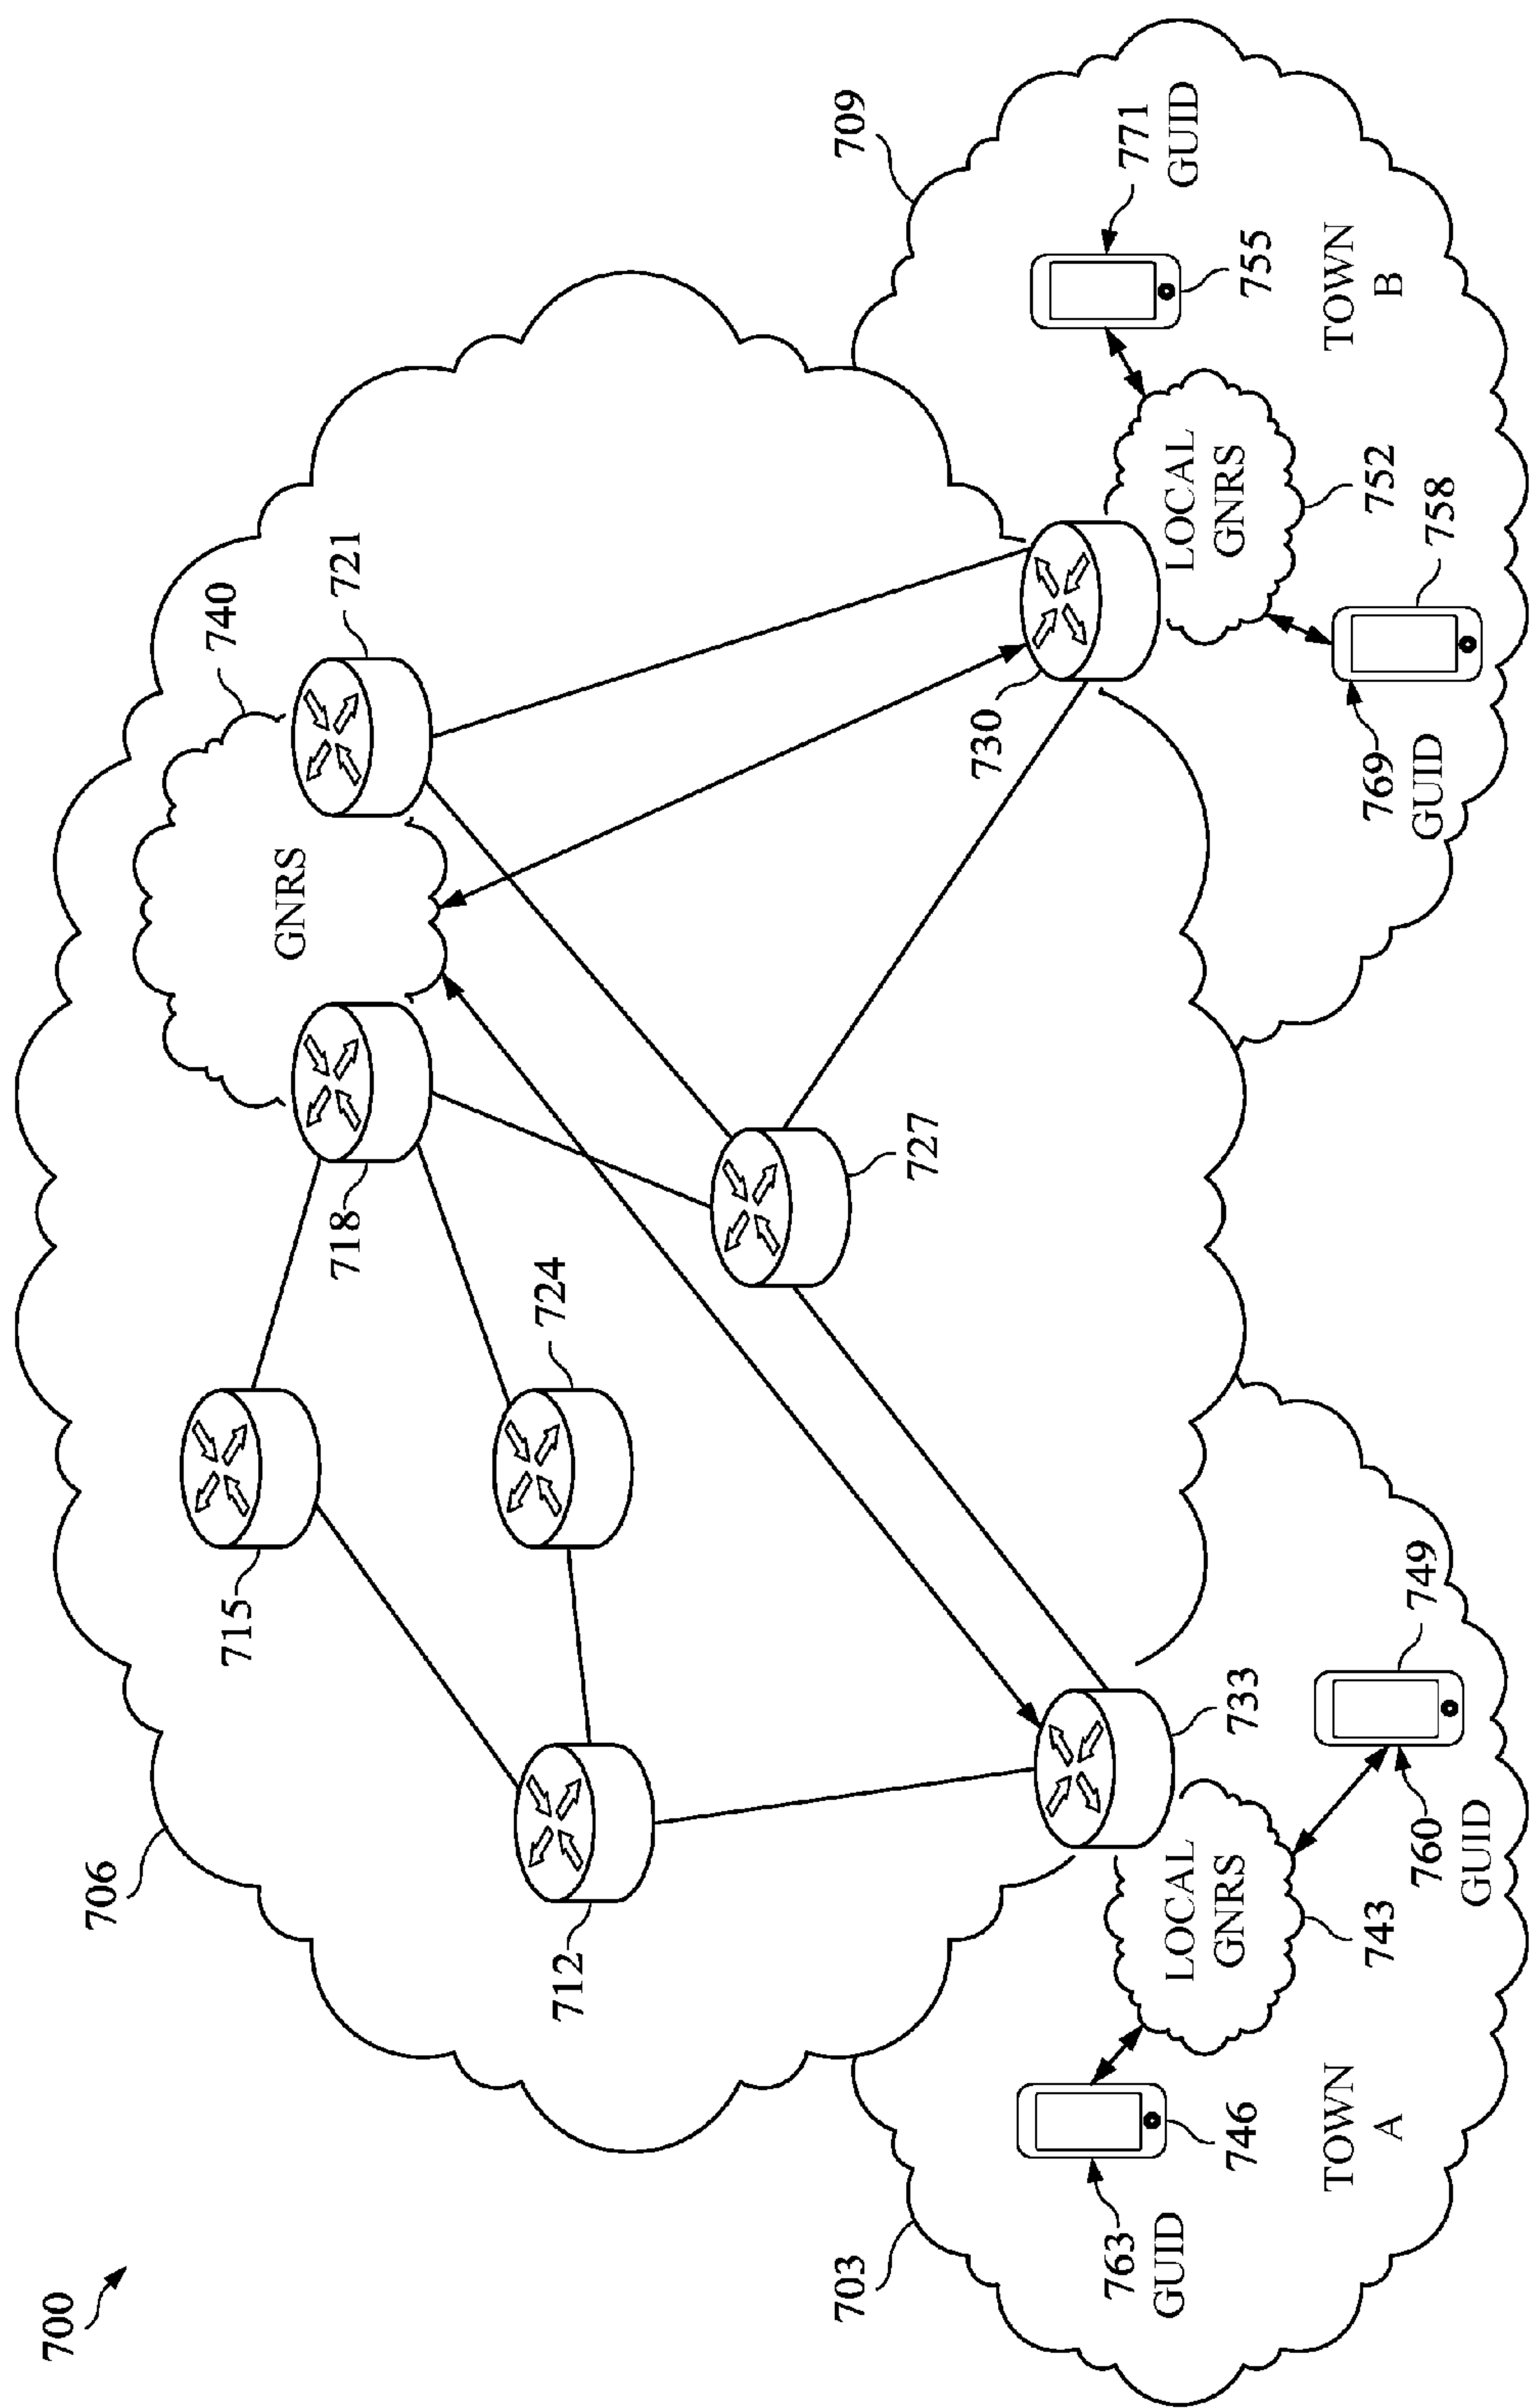 700
706
740
GNRS
721
715
718
724
712
727
730
733
703
709
763
GUID
746
LOCAL
GNRS
743
760
GUID
749
TOWN
A
LOCAL
GNRS
752
771
GUID
755
769
GUID
758
TOWN
B